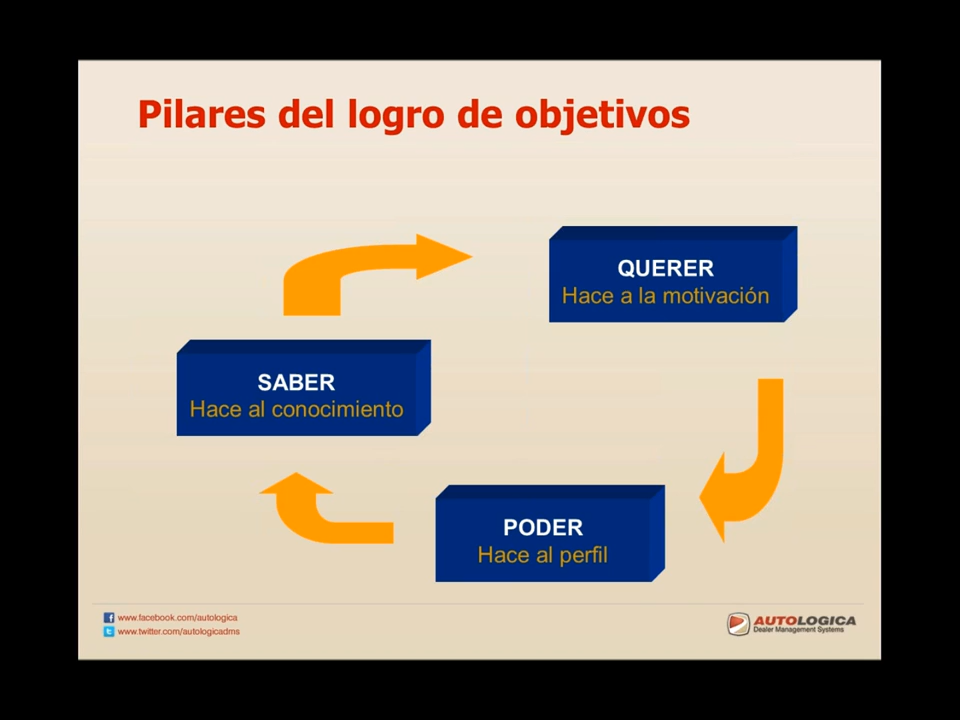 Pilares del logro de objetivos
QUERER
Hace a la motivación
SABER
Hace al conocimiento
PODER
Hace al perfil
www.facebook.com/autologica
www.twitter.com/autologicadms
AUTOLOGICA
Dealer Management Systems